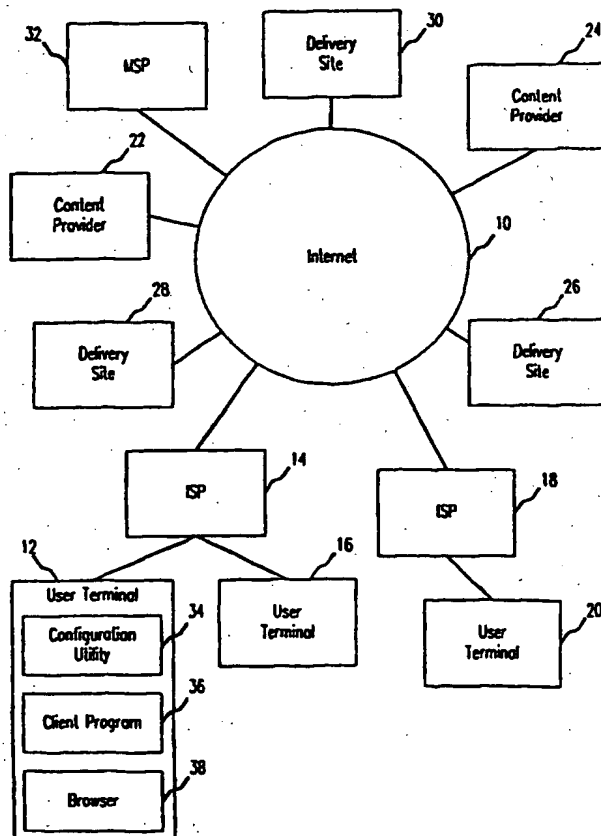 32
MSP
Delivery
Site
30
24
Content
Provider
22
Content
Provider
Internet
10
28
Delivery
Site
26
Delivery
Site
ISP
14
ISP
18
12
User Terminal
Configuration
Utility
34
Client Program
36
Browser
38
16
User
Terminal
User
Terminal
20